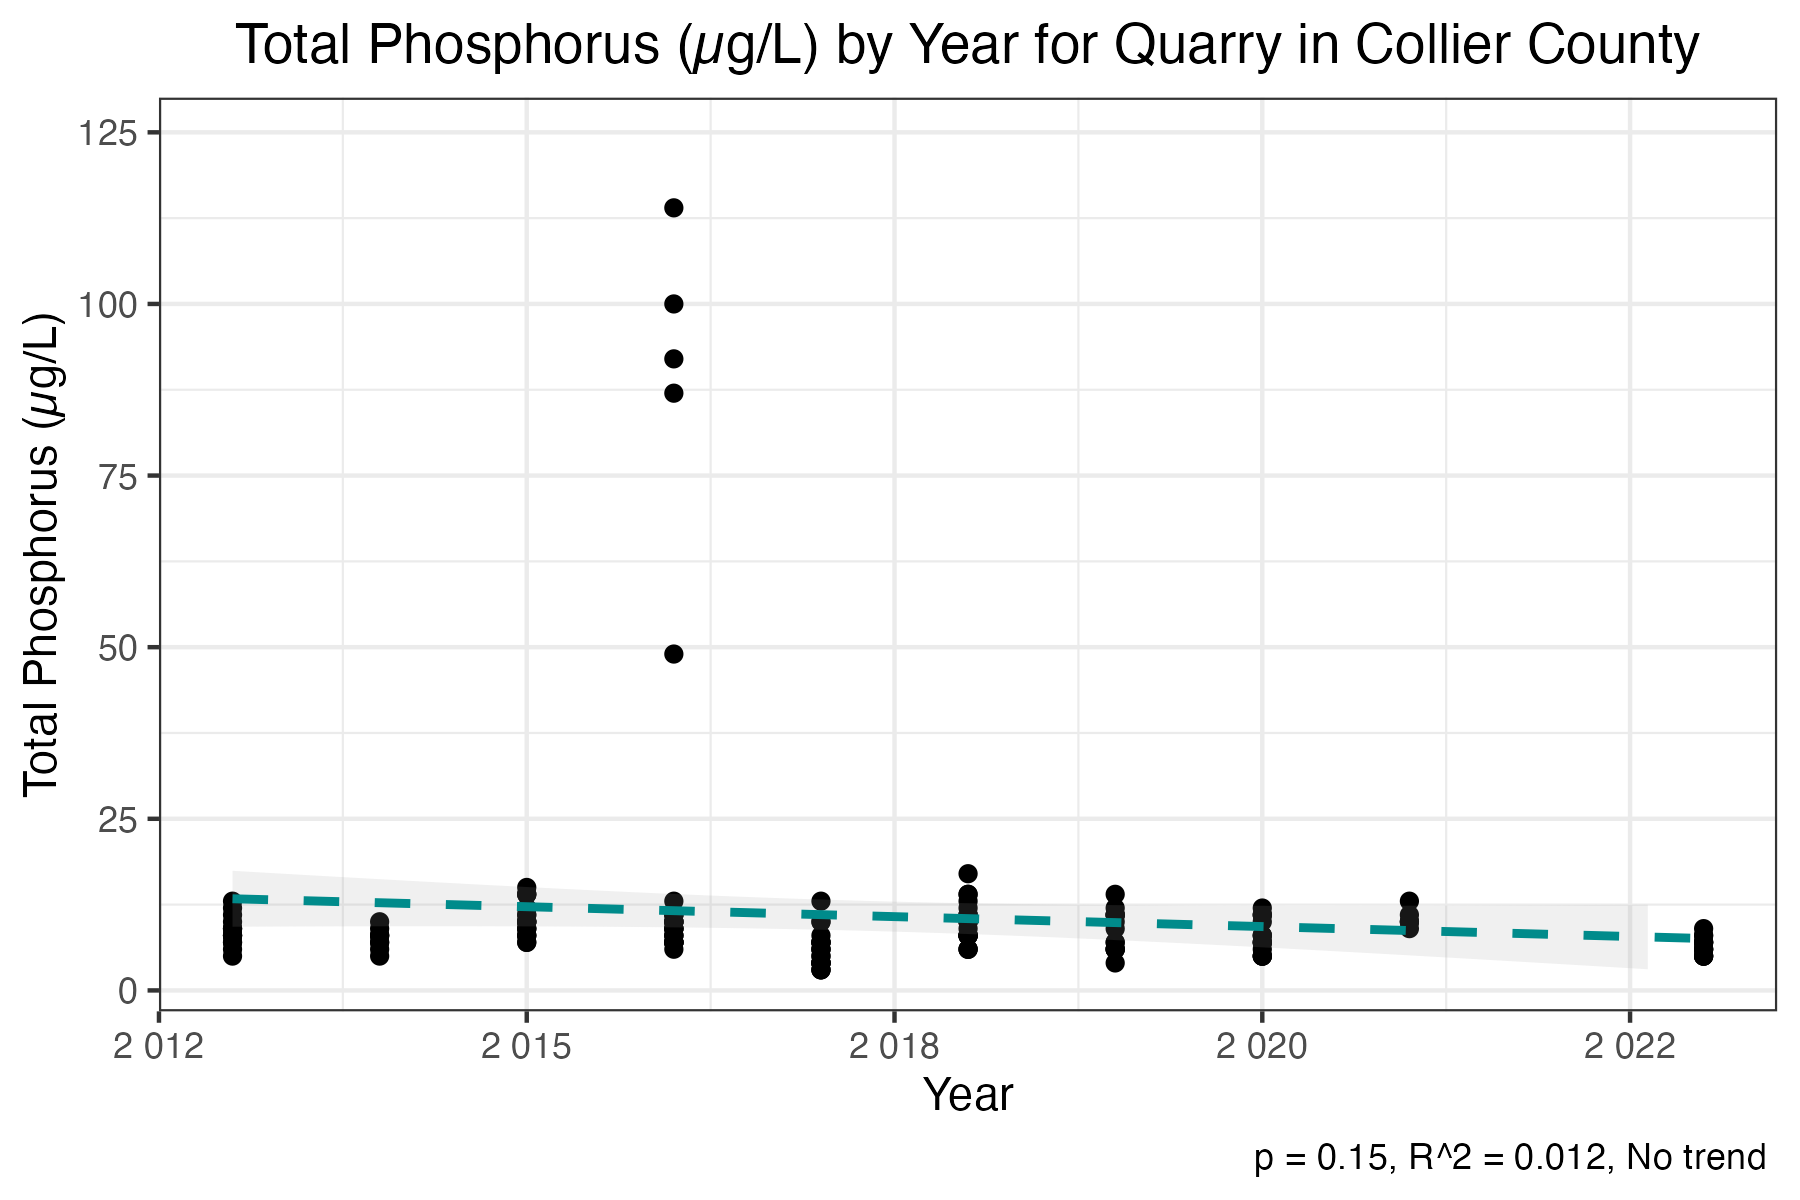 Total Phosphorus (µg/L) by Year for Quarry in Collier County
Total Phosphorus (µg/L)
125
100
75
50
25
0
2 012
2 015
2 018
2 020
2 022
Year
p = 0.15, R^2 = 0.012, No trend